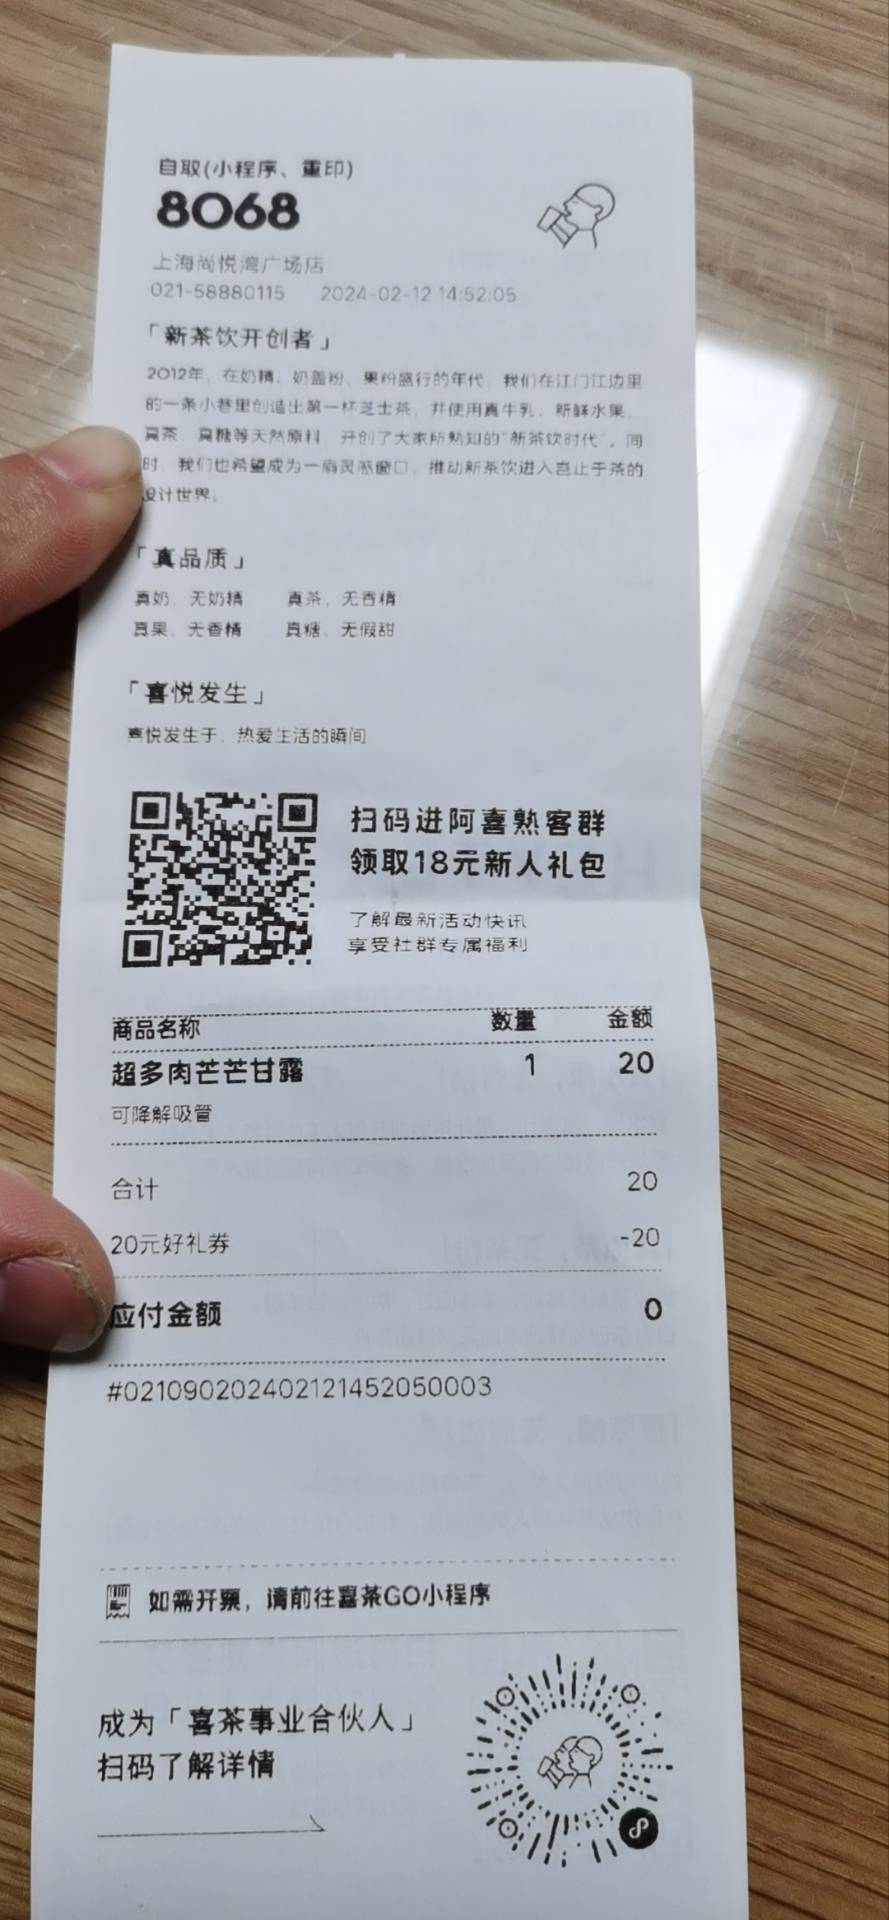 自取(小程序、重印)
8068
上海尚悦湾广场店
021-58880115 2024-02-12 14:52:05
「新茶饮开创者」
2012年，在奶精、奶盖粉、果粉盛行的年代，我们在江门江边里
的一条小巷里创造出第一杯芝士茶，并使用真牛乳、新鲜水果、
真茶、真糖等天然原料，开创了大家所熟知的“新茶饮时代”。同
时，我们也希望成为一扇灵感窗口，推动新茶饮进入岂止于茶的
设计世界。
「真品质」
真奶，无奶精 真茶，无香精
真果，无香精 真糖，无假甜
「喜悦发生」
喜悦发生于，热爱生活的瞬间
扫码进阿喜熟客群
领取18元新人礼包
了解最新活动快讯
享受社群专属福利
商品名称 数量 金额
超多肉芒芒甘露 1 20
可降解吸管
合计 20
20元好礼券 -20
应付金额 0
#021090202402121452050003
如需开票，请前往喜茶GO小程序
成为「喜茶事业合伙人」
扫码了解详情